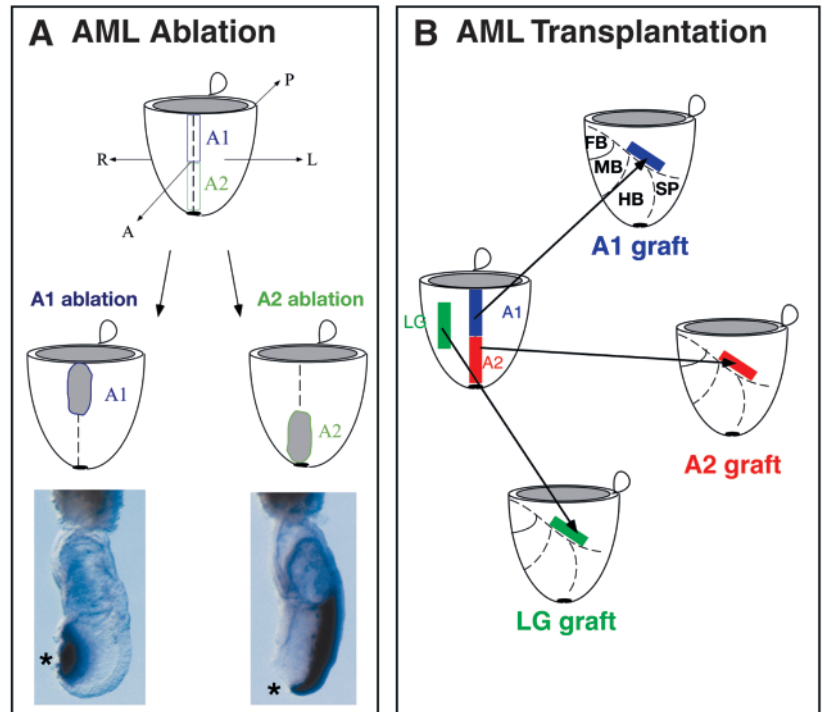 A AML Ablation
P
A1
R
L
A2
A
A1 ablation
A2 ablation
A1
A2
*
*
B AML Transplantation
FB
MB
SP
HB
A1 graft
LG
A1
A2
A2 graft
LG graft